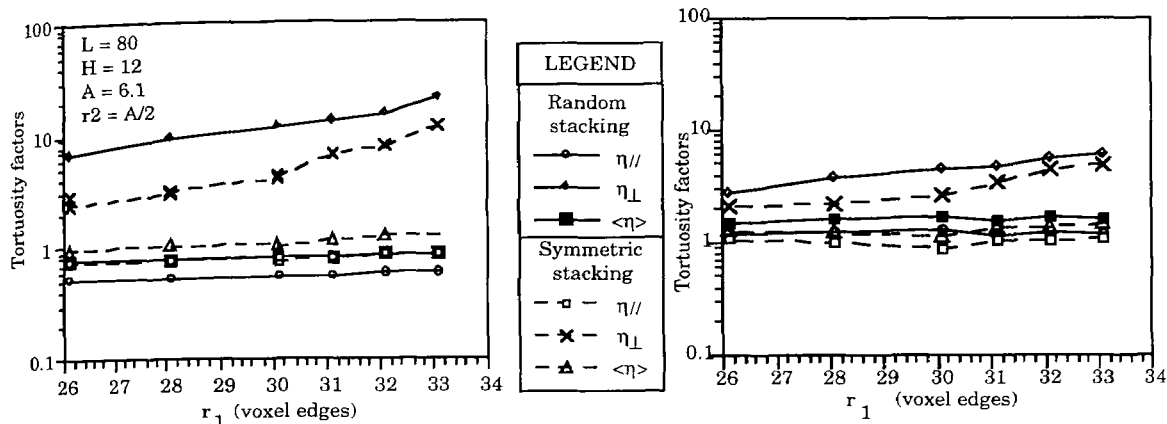 100
10
1
0.1
Tortuosity factors
L = 80
H = 12
A = 6.1
r2 = A/2
26 27 28 29 30 31 32 33 34
r1 (voxel edges)
LEGEND
Random
stacking
η//
η⊥
<η>
Symmetric
stacking
η//
η⊥
<η>
100
10
1
0.1
Tortuosity factors
26 27 28 29 30 31 32 33 34
r1 (voxel edges)